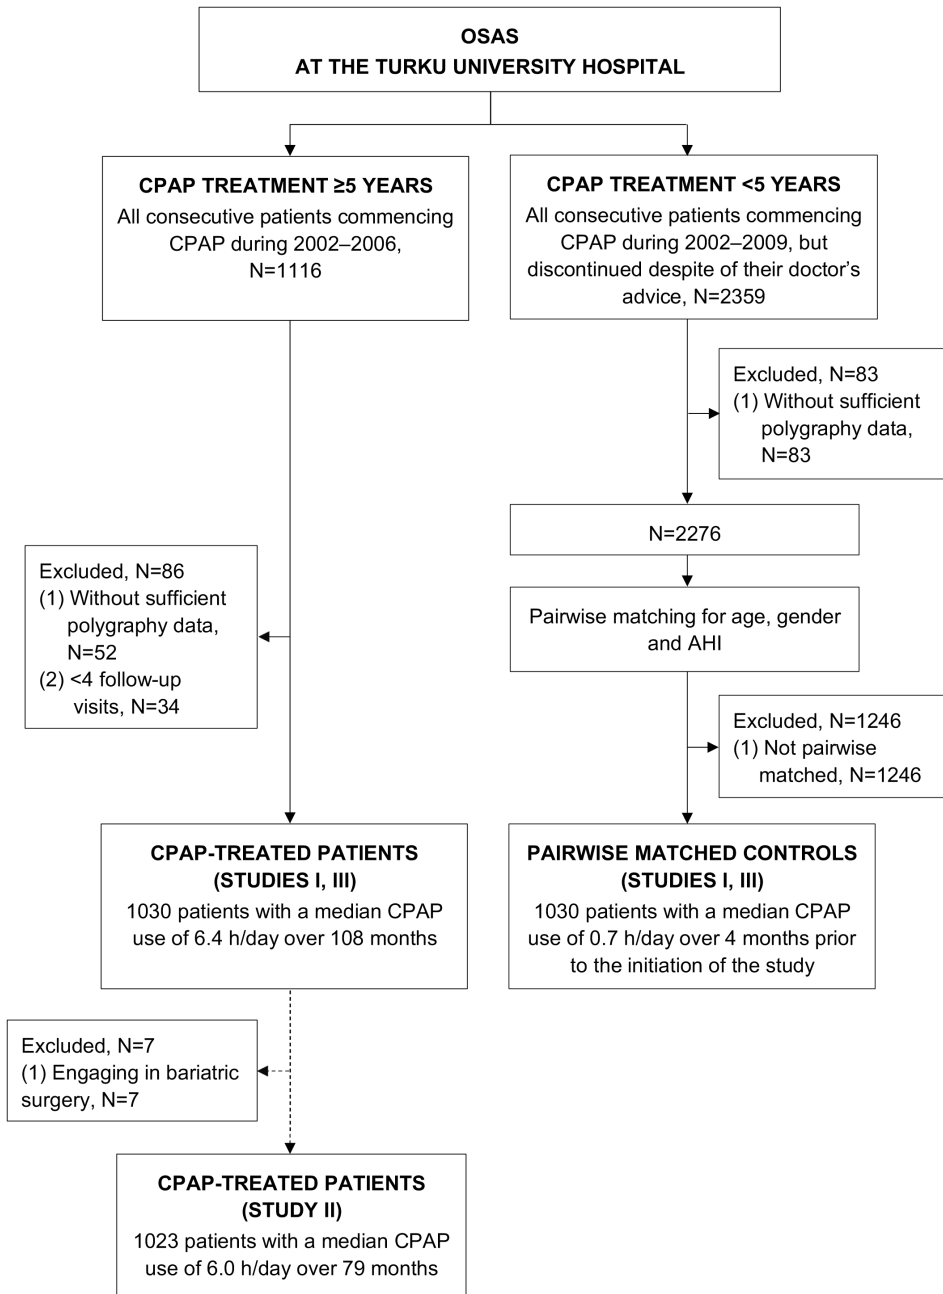 OSAS
AT THE TURKU UNIVERSITY HOSPITAL
CPAP TREATMENT ≥5 YEARS
All consecutive patients commencing
CPAP during 2002–2006,
N=1116
CPAP TREATMENT <5 YEARS
All consecutive patients commencing
CPAP during 2002–2009, but
discontinued despite of their doctor’s
advice, N=2359
Excluded, N=83
(1) Without sufficient
polygraphy data,
N=83
N=2276
Pairwise matching for age, gender
and AHI
Excluded, N=86
(1) Without sufficient
polygraphy data,
N=52
(2) <4 follow-up
visits, N=34
Excluded, N=1246
(1) Not pairwise
matched, N=1246
CPAP-TREATED PATIENTS
(STUDIES I, III)
1030 patients with a median CPAP
use of 6.4 h/day over 108 months
PAIRWISE MATCHED CONTROLS
(STUDIES I, III)
1030 patients with a median CPAP
use of 0.7 h/day over 4 months prior
to the initiation of the study
Excluded, N=7
(1) Engaging in bariatric
surgery, N=7
CPAP-TREATED PATIENTS
(STUDY II)
1023 patients with a median CPAP
use of 6.0 h/day over 79 months